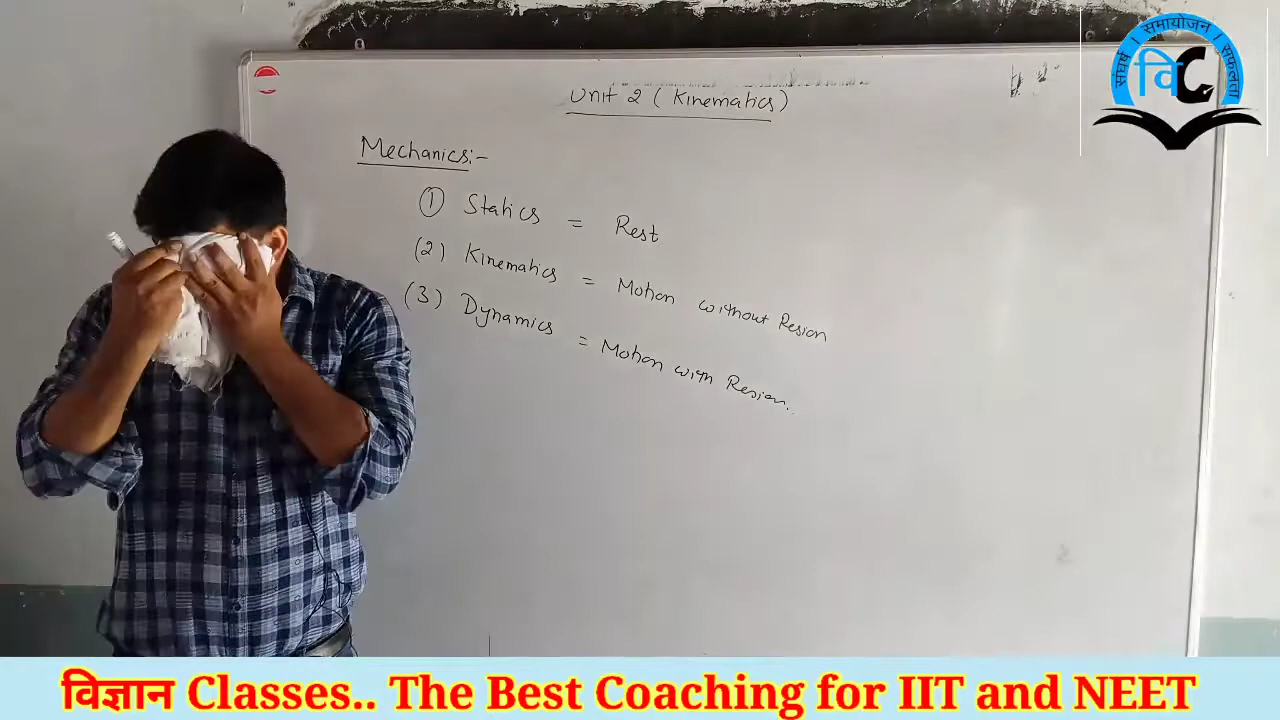 Unit 2 (Kinematics)
Mechanics:-
① Statics = Rest
(2) Kinematics = Motion without Resion
(3) Dynamics = Motion with Resion.
संघर्ष । समायोजन । सफलता
वि C
विज्ञान Classes.. The Best Coaching for IIT and NEET